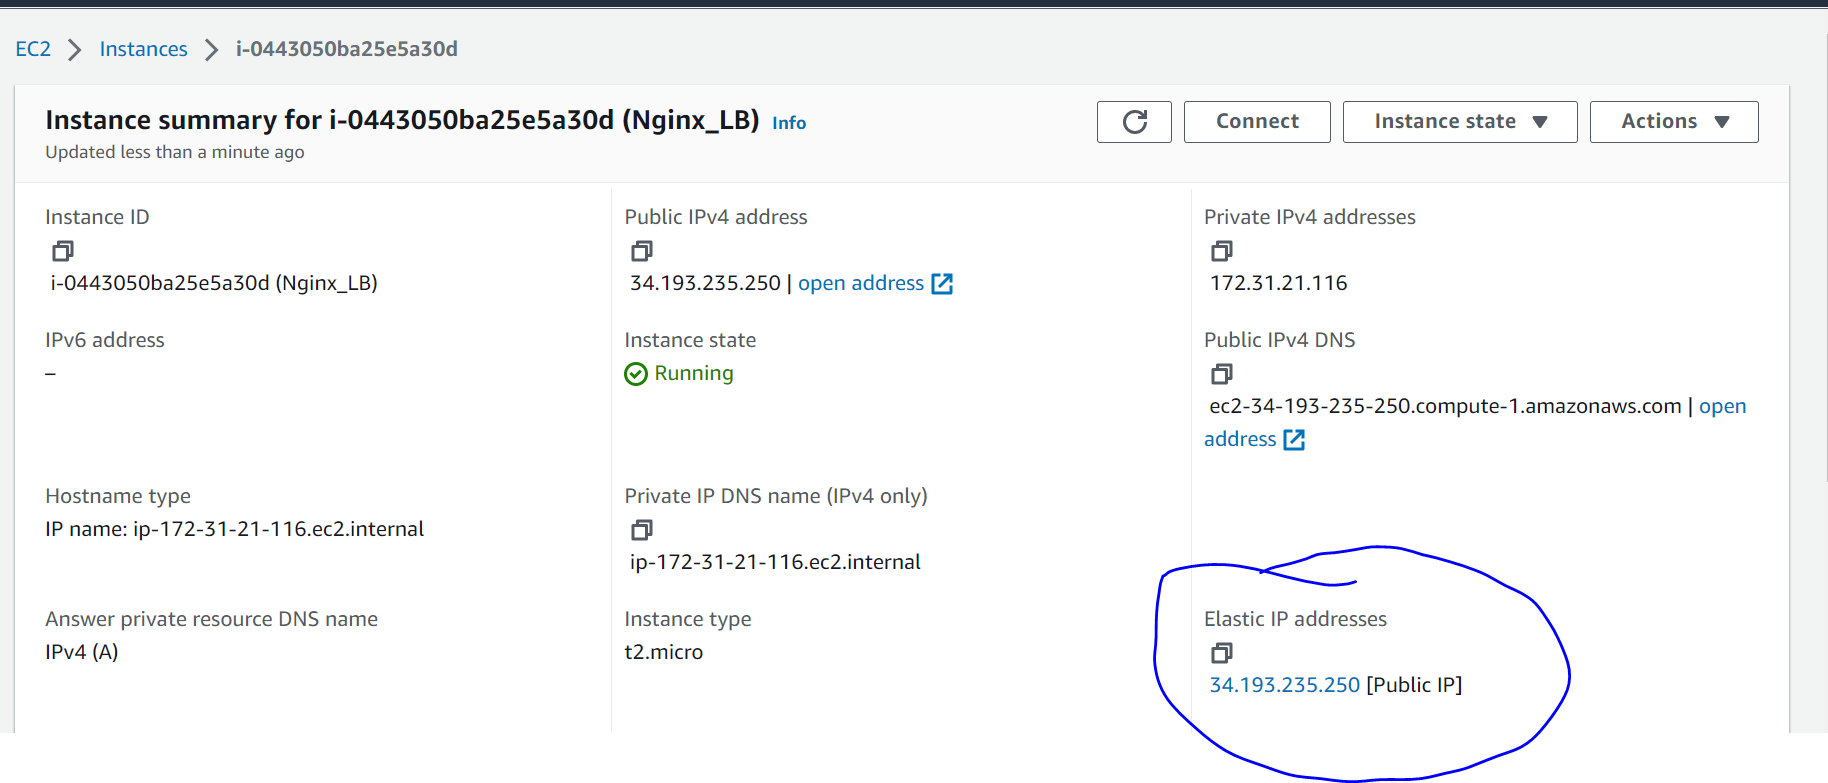 EC2 Instances i-0443050ba25e5a30d
Instance summary for i-0443050ba25e5a30d (Nginx_LB) Info
Updated less than a minute ago
Connect
Instance state
Actions
Instance ID
i-0443050ba25e5a30d (Nginx_LB)
Public IPv4 address
34.193.235.250 | open address
Private IPv4 addresses
172.31.21.116
IPv6 address
–
Instance state
Running
Public IPv4 DNS
ec2-34-193-235-250.compute-1.amazonaws.com | open
address
Hostname type
IP name: ip-172-31-21-116.ec2.internal
Private IP DNS name (IPv4 only)
ip-172-31-21-116.ec2.internal
Answer private resource DNS name
IPv4 (A)
Instance type
t2.micro
Elastic IP addresses
34.193.235.250 [Public IP]